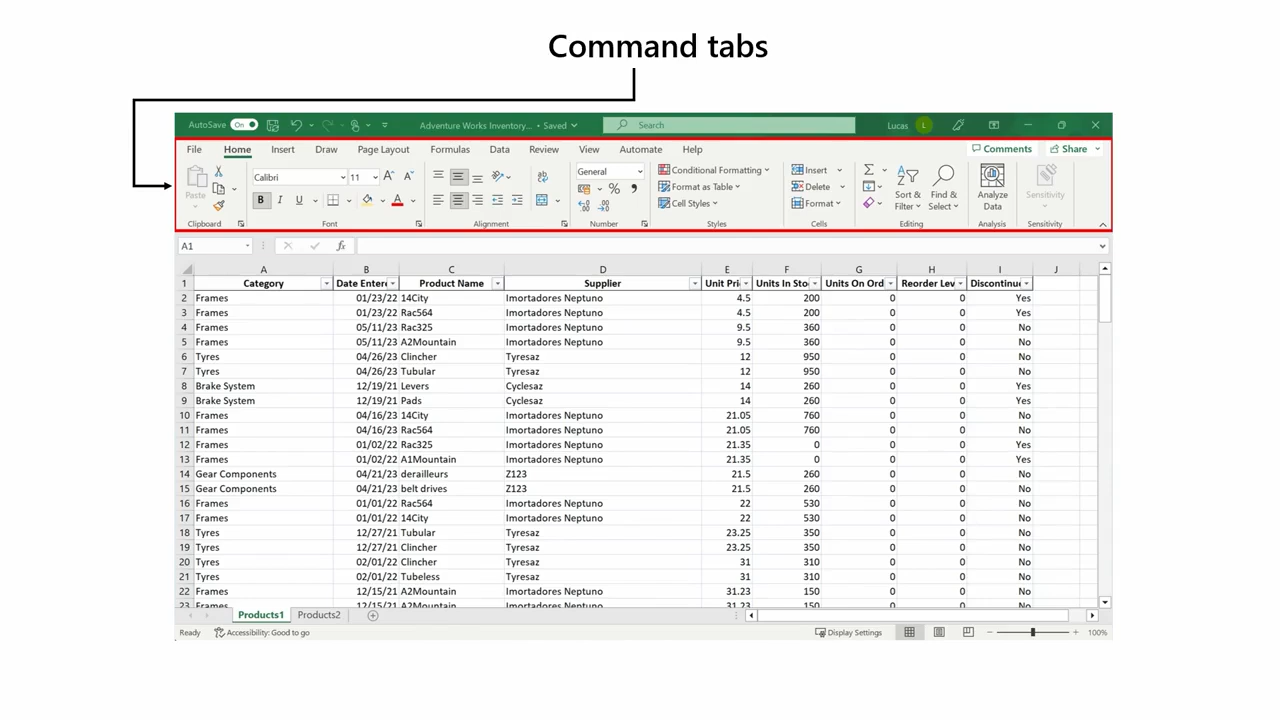 Command tabs
AutoSave On Adventure Works Inventory... • Saved Search Lucas L
File Home Insert Draw Page Layout Formulas Data Review View Automate Help Comments Share
Paste Calibri 11 General Conditional Formatting Insert Sort & Find & Analyze Sensitivity
B I U A % Format as Table Delete Filter Select Data
Cell Styles Format
Clipboard Font Alignment Number Styles Cells Editing Analysis Sensitivity
A1 fx
A B C D E F G H I J
1 Category Date Entere Product Name Supplier Unit Pri Units In Sto Units On Ord Reorder Lev Discontinue
2 Frames 01/23/22 14City Imortadores Neptuno 4.5 200 0 0 Yes
3 Frames 01/23/22 Rac564 Imortadores Neptuno 4.5 200 0 0 Yes
4 Frames 05/11/23 Rac325 Imortadores Neptuno 9.5 360 0 0 No
5 Frames 05/11/23 A2Mountain Imortadores Neptuno 9.5 360 0 0 No
6 Tyres 04/26/23 Clincher Tyresaz 12 950 0 0 No
7 Tyres 04/26/23 Tubular Tyresaz 12 950 0 0 No
8 Brake System 12/19/21 Levers Cyclesaz 14 260 0 0 Yes
9 Brake System 12/19/21 Pads Cyclesaz 14 260 0 0 Yes
10 Frames 04/16/23 14City Imortadores Neptuno 21.05 760 0 0 No
11 Frames 04/16/23 Rac564 Imortadores Neptuno 21.05 760 0 0 No
12 Frames 01/02/22 Rac325 Imortadores Neptuno 21.35 0 0 0 Yes
13 Frames 01/02/22 A1Mountain Imortadores Neptuno 21.35 0 0 0 Yes
14 Gear Components 04/21/23 derailleurs Z123 21.5 260 0 0 No
15 Gear Components 04/21/23 belt drives Z123 21.5 260 0 0 No
16 Frames 01/01/22 Rac564 Imortadores Neptuno 22 530 0 0 No
17 Frames 01/01/22 14City Imortadores Neptuno 22 530 0 0 No
18 Tyres 12/27/21 Tubular Tyresaz 23.25 350 0 0 No
19 Tyres 12/27/21 Clincher Tyresaz 23.25 350 0 0 No
20 Tyres 02/01/22 Clincher Tyresaz 31 310 0 0 No
21 Tyres 02/01/22 Tubeless Tyresaz 31 310 0 0 No
22 Frames 12/15/21 A2Mountain Imortadores Neptuno 31.23 150 0 0 No
23 Frames 12/15/21 A2Mountain Imortadores Neptuno 31.23 150 0 0 No
Products1 Products2
Ready Accessibility: Good to go Display Settings 100%